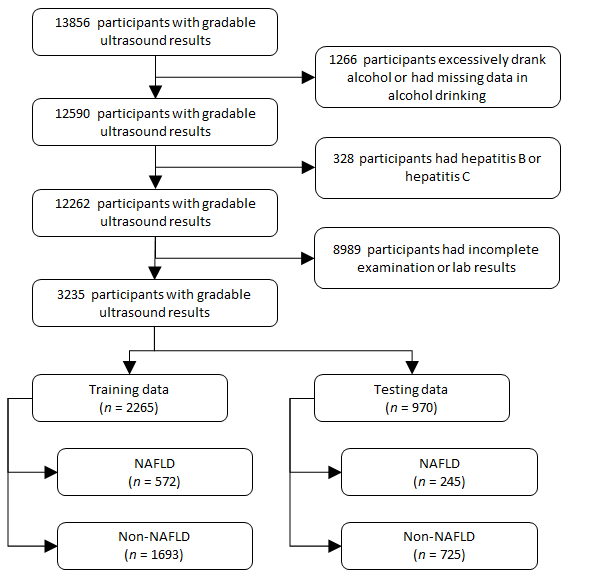 13856 participants with gradable
ultrasound results
1266 participants excessively drank
alcohol or had missing data in
alcohol drinking
12590 participants with gradable
ultrasound results
328 participants had hepatitis B or
hepatitis C
12262 participants with gradable
ultrasound results
8989 participants had incomplete
examination or lab results
3235 participants with gradable
ultrasound results
Training data
(n = 2265)
Testing data
(n = 970)
NAFLD
(n = 572)
NAFLD
(n = 245)
Non-NAFLD
(n = 1693)
Non-NAFLD
(n = 725)